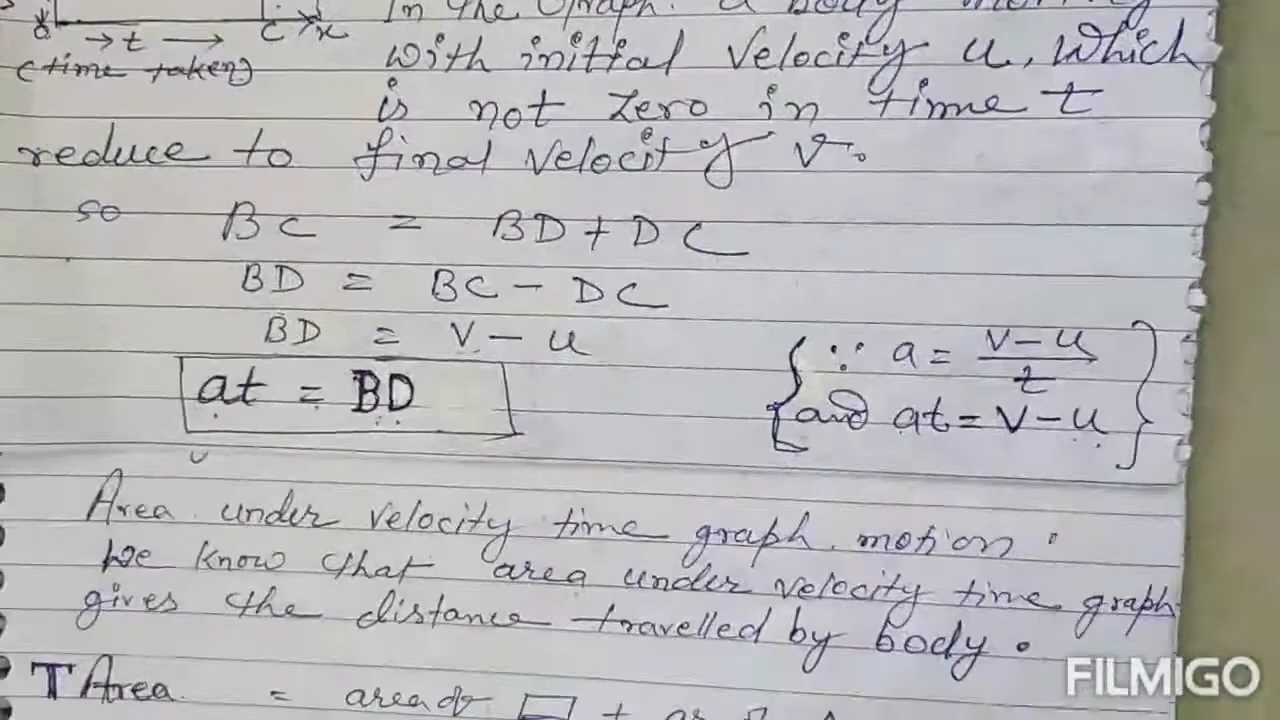 In the Graph. a body
→t → C x
with initial Velocity u, which
(time taken)
is not zero in time t
reduce to final velocity v.
so BC = BD + DC
BD = BC - DC
BD = V - u
{∵ a = (v-u)/t
at = BD
and at = v-u}
Area under velocity time graph motion.
We know that area under velocity time graph
gives the distance travelled by body.
T Area = area of ▭ +
FILMIGO